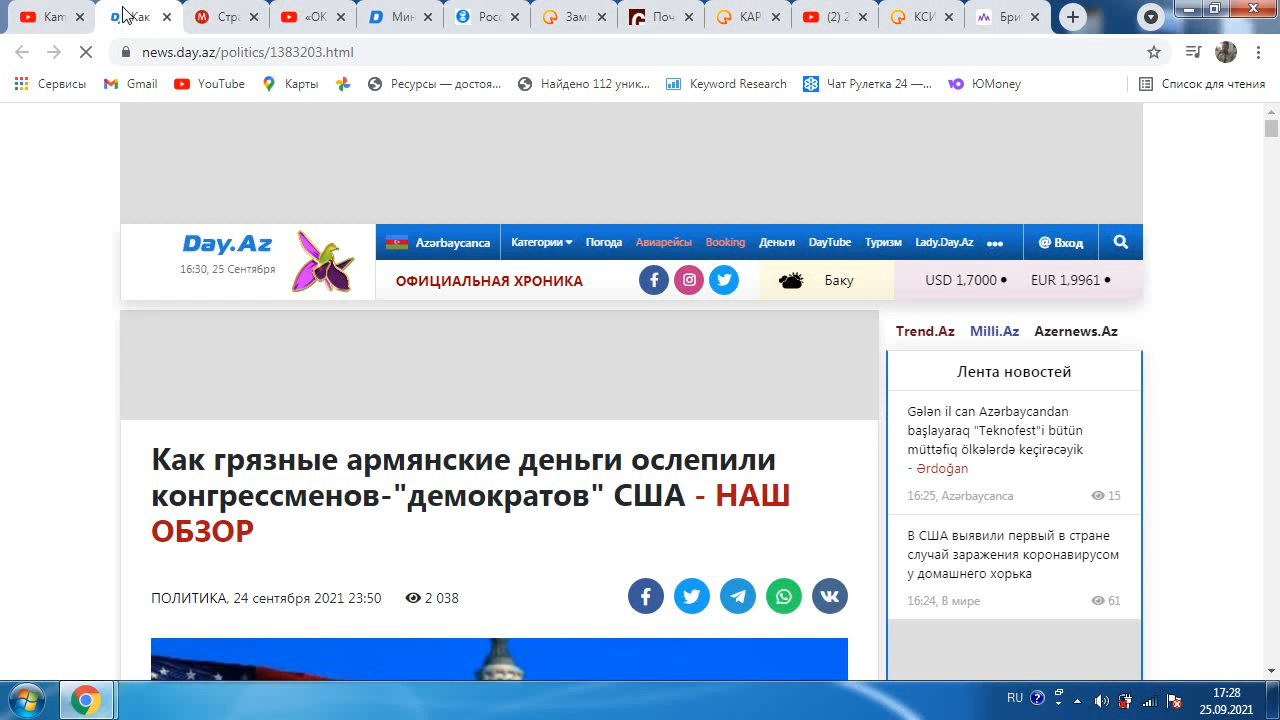 Kam
Как
Стра
«ОК
Мин
Росс
Зам
Поч
КАР
(2) 2
КСИ
Бри
news.day.az/politics/1383203.html
Сервисы
Gmail
YouTube
Карты
Ресурсы — достоя...
Найдено 112 уник...
Keyword Research
Чат Рулетка 24 —...
ЮMoney
Список для чтения
Day.Az
16:30, 25 Сентября
Azərbaycanca
Категории
Погода
Авиарейсы
Booking
Деньги
DayTube
Туризм
Lady.Day.Az
@ Вход
ОФИЦИАЛЬНАЯ ХРОНИКА
Баку
USD 1,7000 •
EUR 1,9961 •
Trend.Az Milli.Az Azernews.Az
Лента новостей
Gələn il can Azərbaycandan
başlayaraq "Teknofest"i bütün
müttəfiq ölkələrdə keçirəcəyik
- Ərdoğan
16:25, Azərbaycanca 15
В США выявили первый в стране
случай заражения коронавирусом
у домашнего хорька
16:24, В мире 61
Как грязные армянские деньги ослепили
конгрессменов-"демократов" США - НАШ
ОБЗОР
ПОЛИТИКА, 24 сентября 2021 23:50 2 038
RU
17:28
25.09.2021